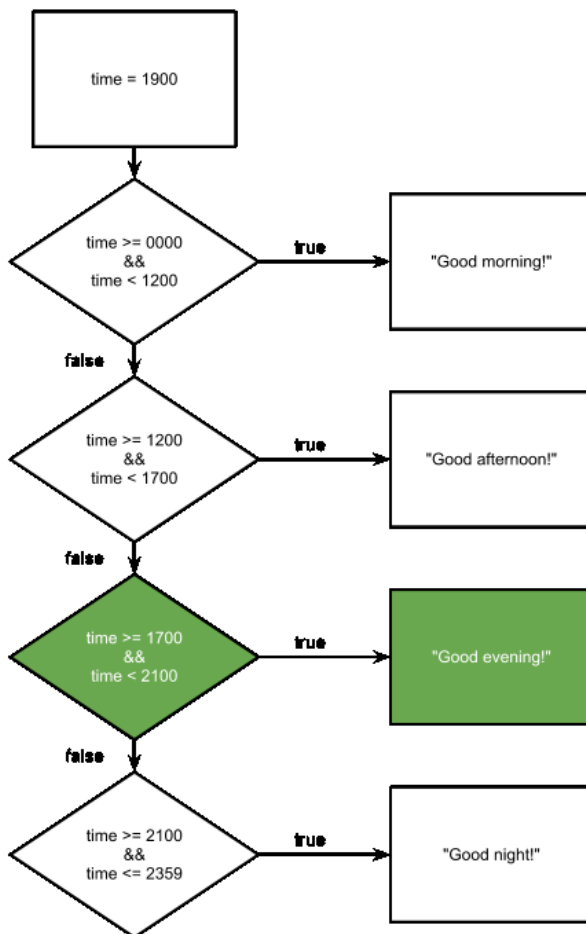 time = 1900
time >= 0000
&&
time < 1200
true
"Good morning!"
false
time >= 1200
&&
time < 1700
true
"Good afternoon!"
false
time >= 1700
&&
time < 2100
true
"Good evening!"
false
time >= 2100
&&
time <= 2359
true
"Good night!"